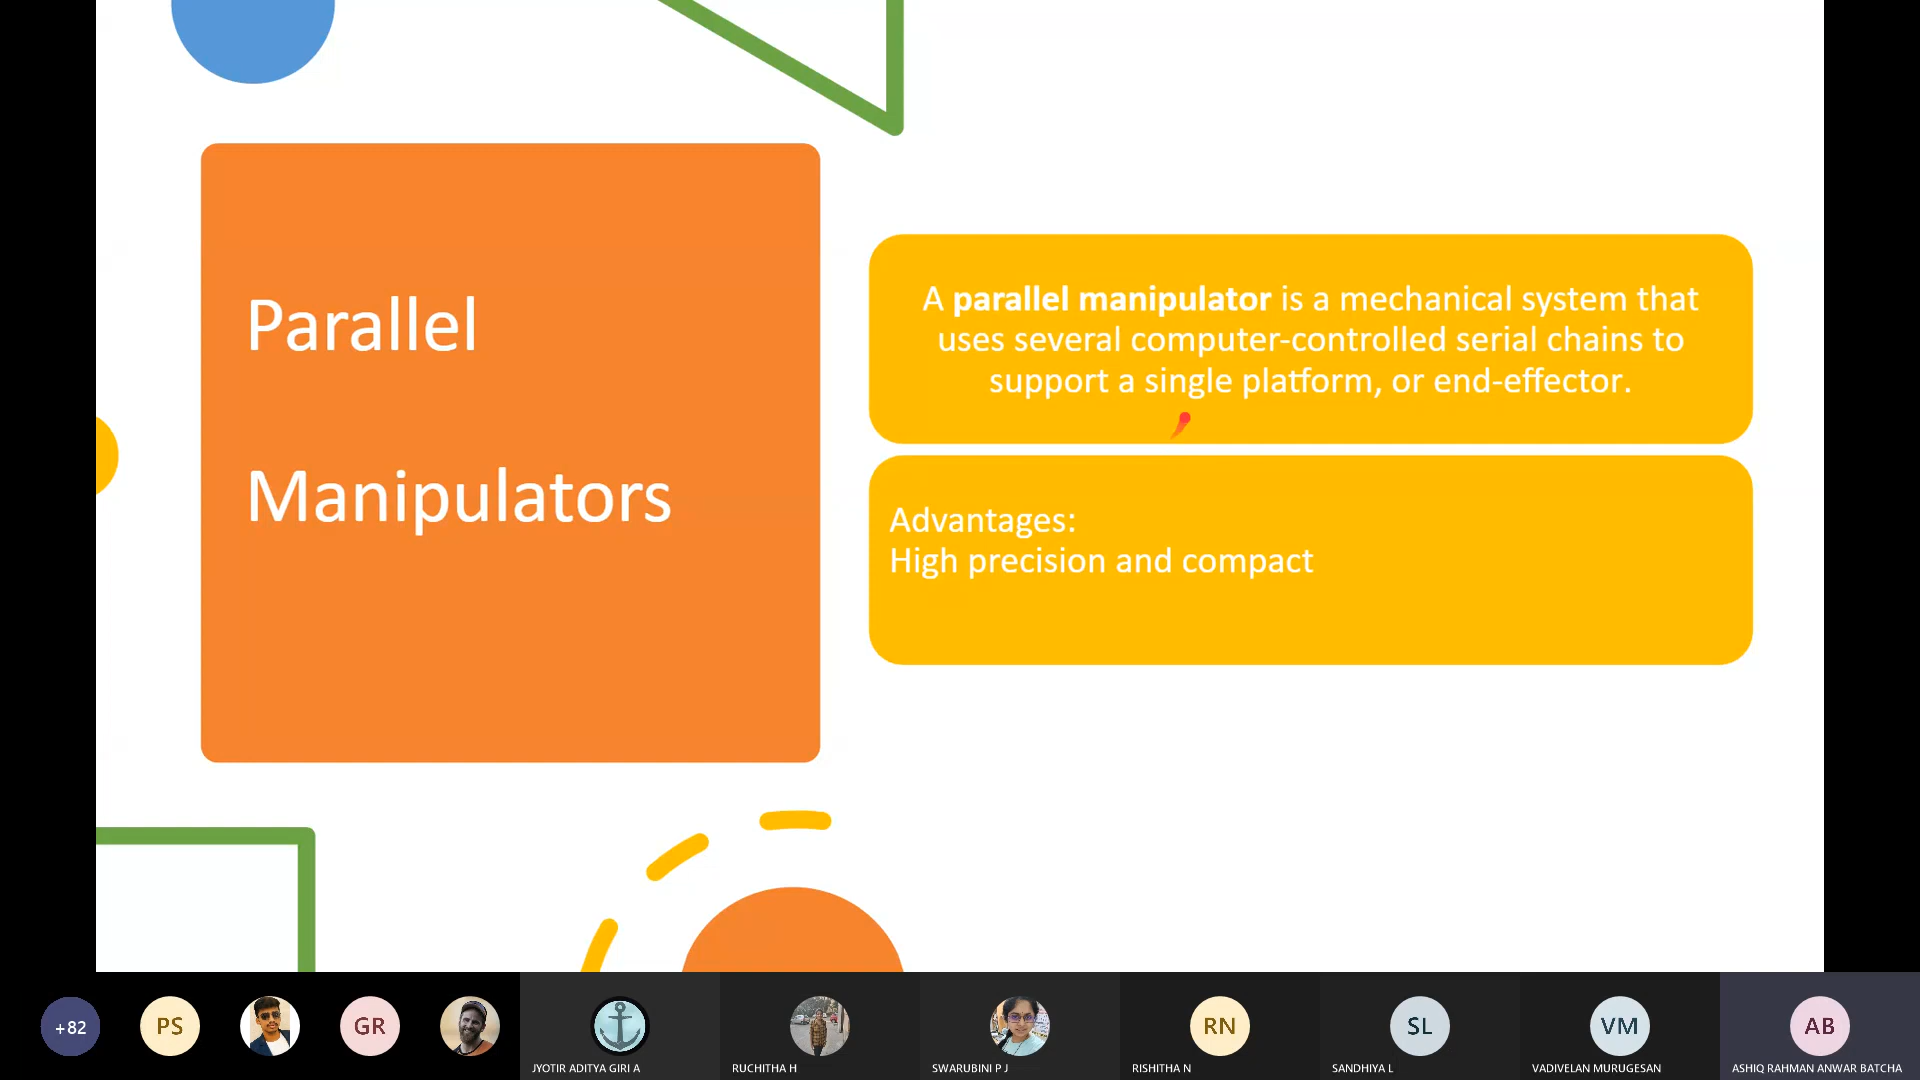 Parallel
Manipulators
A parallel manipulator is a mechanical system that
uses several computer-controlled serial chains to
support a single platform, or end-effector.
Advantages:
High precision and compact
+82
PS
GR
RN
SL
VM
AB
JYOTIR ADITYA GIRI A
RUCHITHA H
SWARUBINI P J
RISHITHA N
SANDHIYA L
VADIVELAN MURUGESAN
ASHIQ RAHMAN ANWAR BATCHA